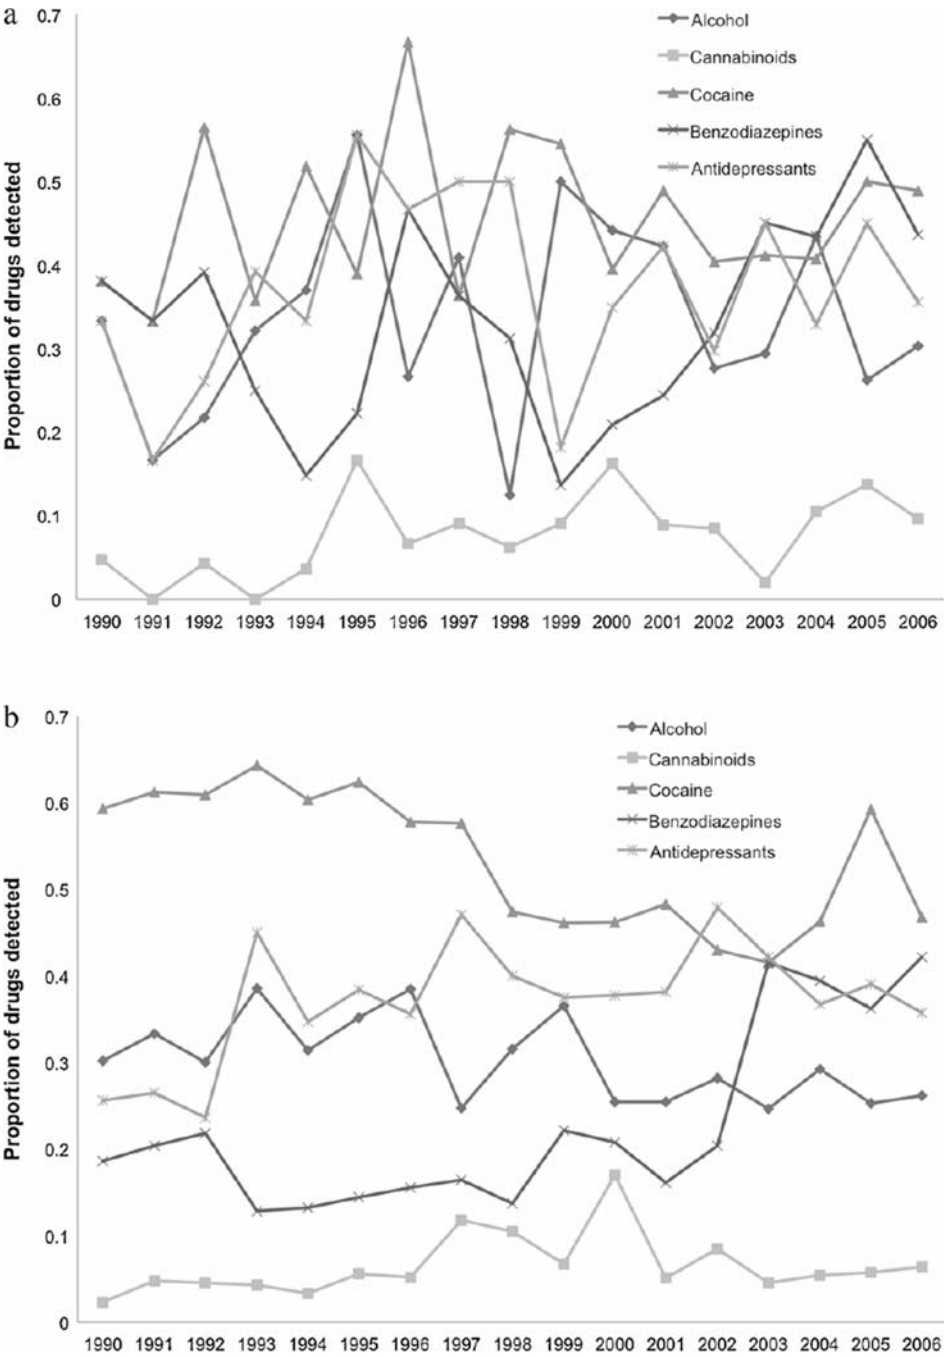 a
0.7
0.6
0.5
0.4
0.3
0.2
0.1
0
Proportion of drugs detected
Alcohol
Cannabinoids
Cocaine
Benzodiazepines
Antidepressants
1990 1991 1992 1993 1994 1995 1996 1997 1998 1999 2000 2001 2002 2003 2004 2005 2006
b
0.7
0.6
0.5
0.4
0.3
0.2
0.1
0
Proportion of drugs detected
Alcohol
Cannabinoids
Cocaine
Benzodiazepines
Antidepressants
1990 1991 1992 1993 1994 1995 1996 1997 1998 1999 2000 2001 2002 2003 2004 2005 2006